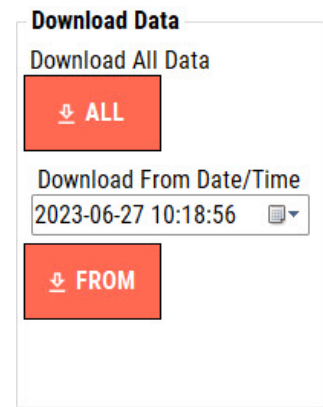 Download Data
Download All Data
ALL
Download From Date/Time
2023-06-27 10:18:56
FROM